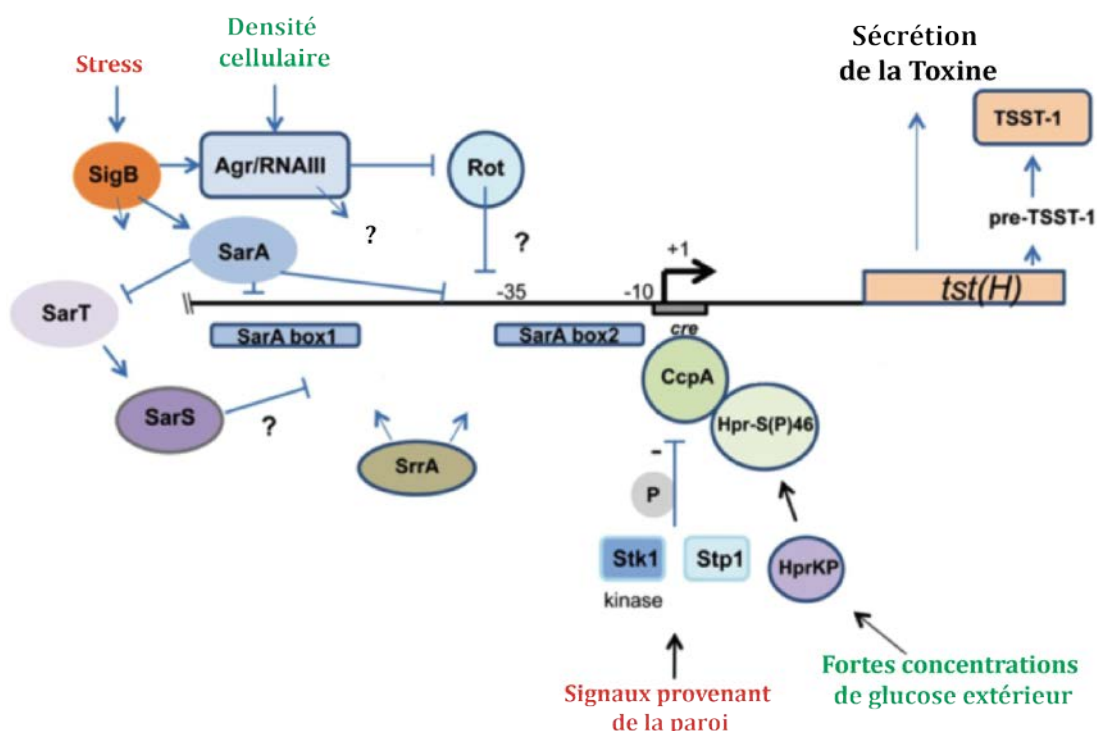 Densité
cellulaire
Stress
Sécrétion
de la Toxine
TSST-1
SigB
Agr/RNAIII
Rot
pre-TSST-1
?
?
SarA
+1
-35
-10
tst(H)
SarT
SarA box1
SarA box2
cre
CcpA
SarS
?
Hpr-S(P)46
SrrA
-
P
Stk1
Stp1
HprKP
kinase
Fortes concentrations
de glucose extérieur
Signaux provenant
de la paroi